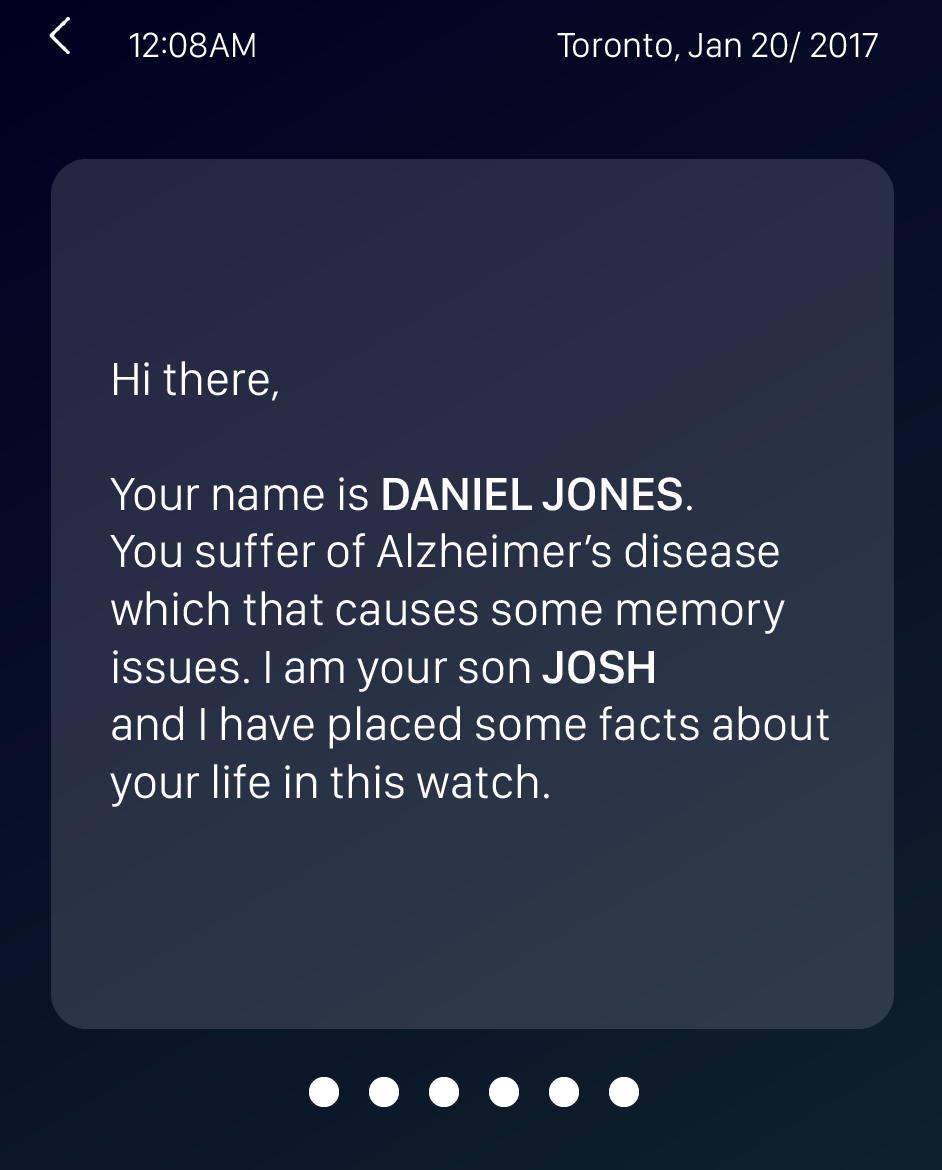 12:08AM Toronto, Jan 20/ 2017
Hi there,
Your name is DANIEL JONES.
You suffer of Alzheimer’s disease
which that causes some memory
issues. I am your son JOSH
and I have placed some facts about
your life in this watch.